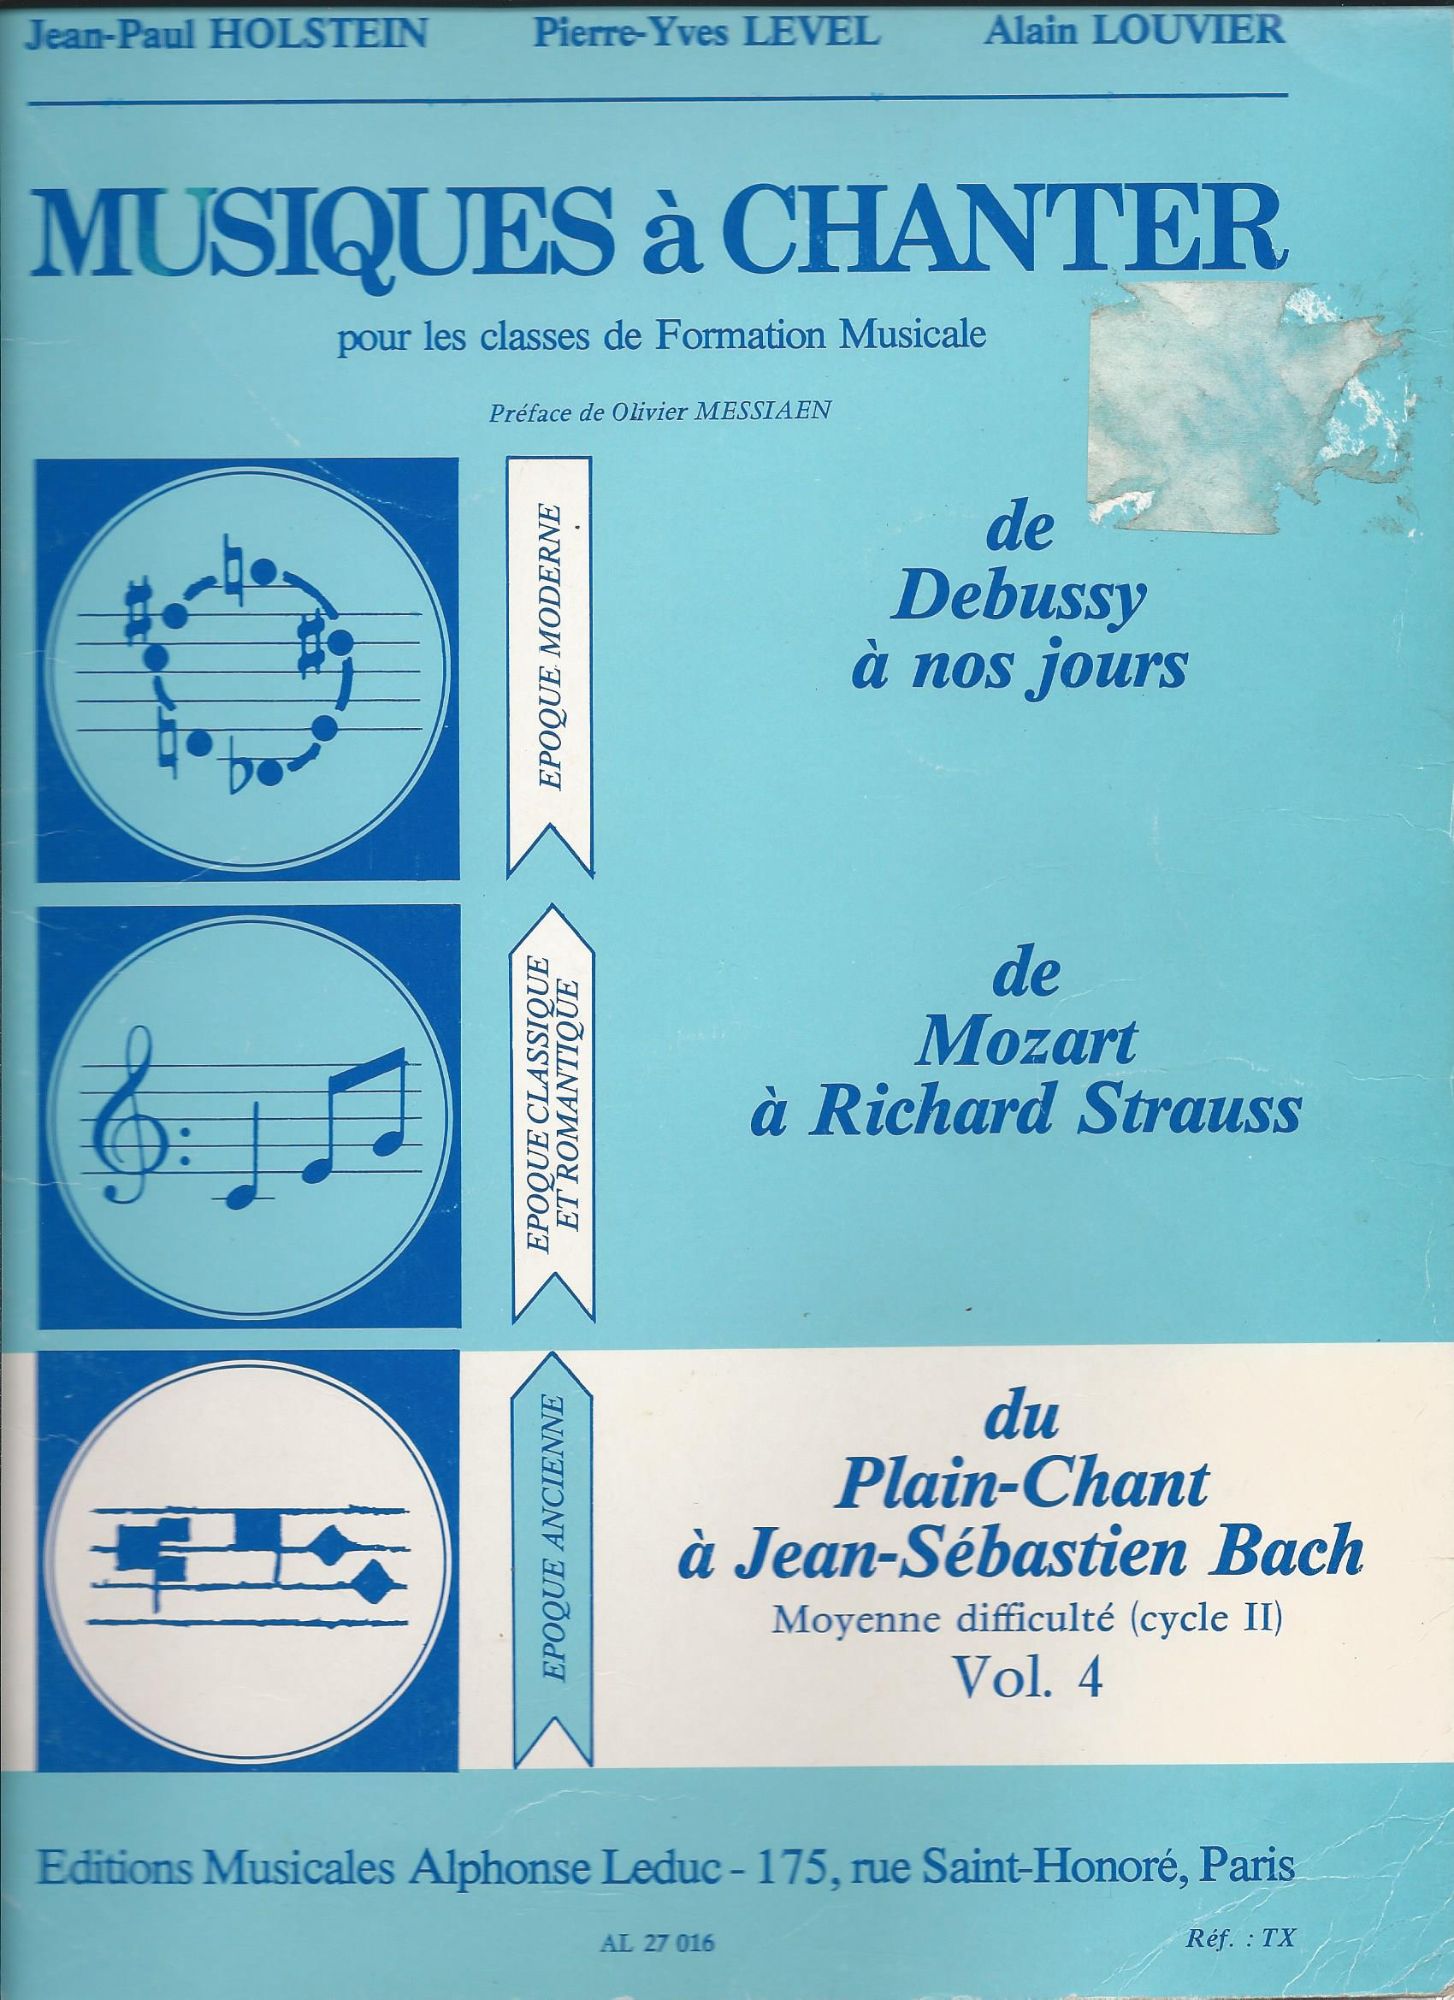 Jean-Paul HOLSTEIN Pierre-Yves LEVEL Alain LOUVIER
MUSIQUES à CHANTER
pour les classes de Formation Musicale
Préface de Olivier MESSIAEN
EPOQUE MODERNE
de
Debussy
à nos jours
EPOQUE CLASSIQUE
ET ROMANTIQUE
de
Mozart
à Richard Strauss
EPOQUE ANCIENNE
du
Plain-Chant
à Jean-Sébastien Bach
Moyenne difficulté (cycle II)
Vol. 4
Editions Musicales Alphonse Leduc - 175, rue Saint-Honoré, Paris
AL 27 016
Réf. : TX